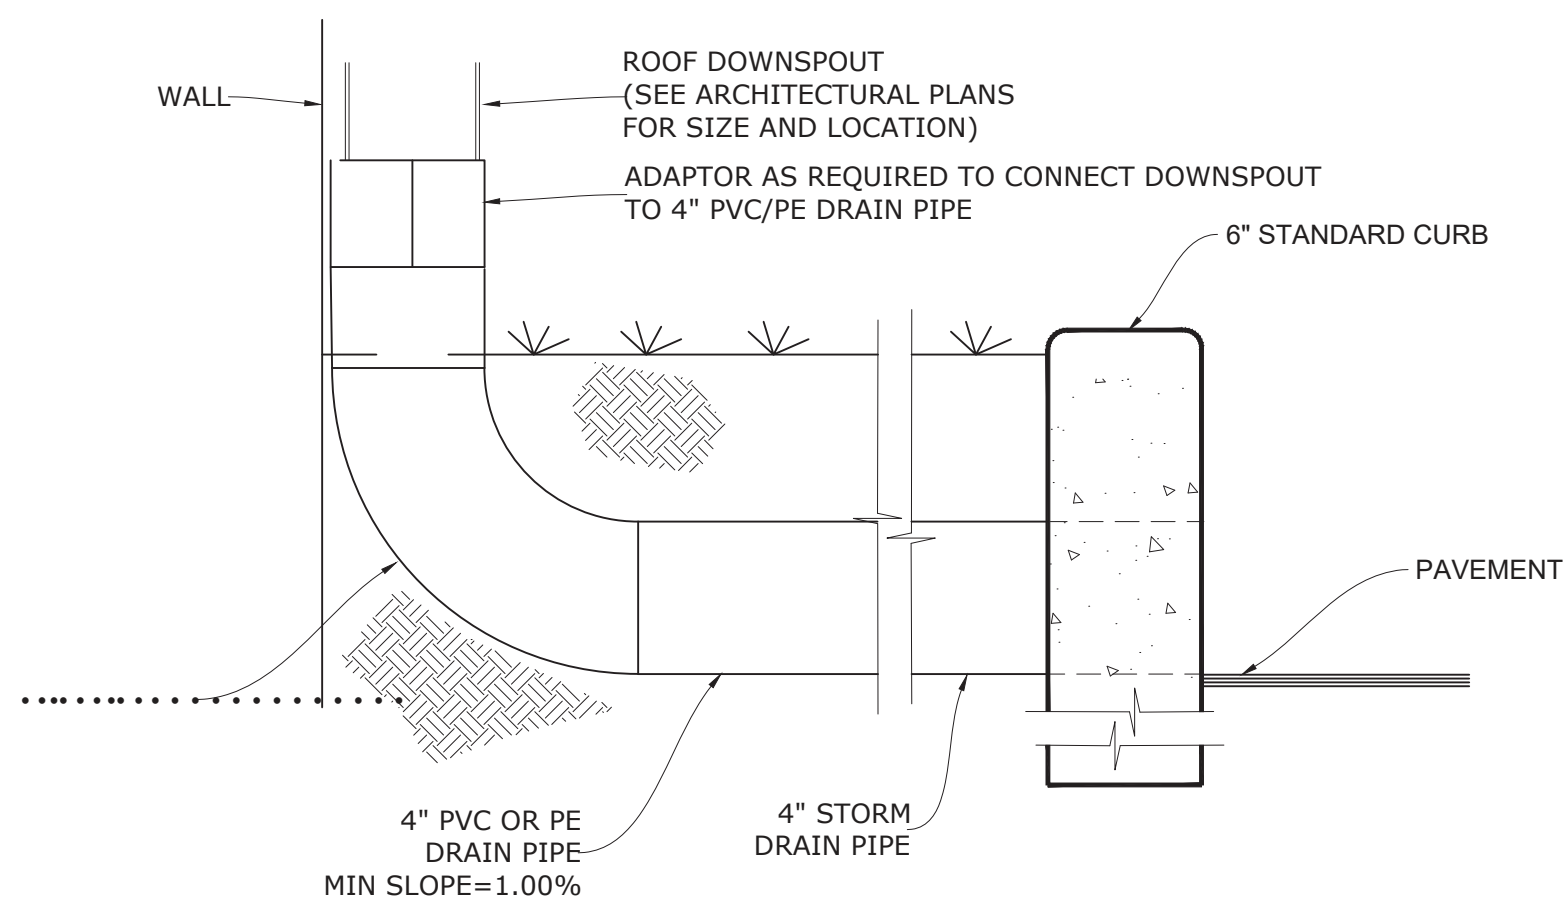 WALL
ROOF DOWNSPOUT
(SEE ARCHITECTURAL PLANS
FOR SIZE AND LOCATION)
ADAPTOR AS REQUIRED TO CONNECT DOWNSPOUT
TO 4" PVC/PE DRAIN PIPE
6" STANDARD CURB
PAVEMENT
4" PVC OR PE
DRAIN PIPE
MIN SLOPE=1.00%
4" STORM
DRAIN PIPE